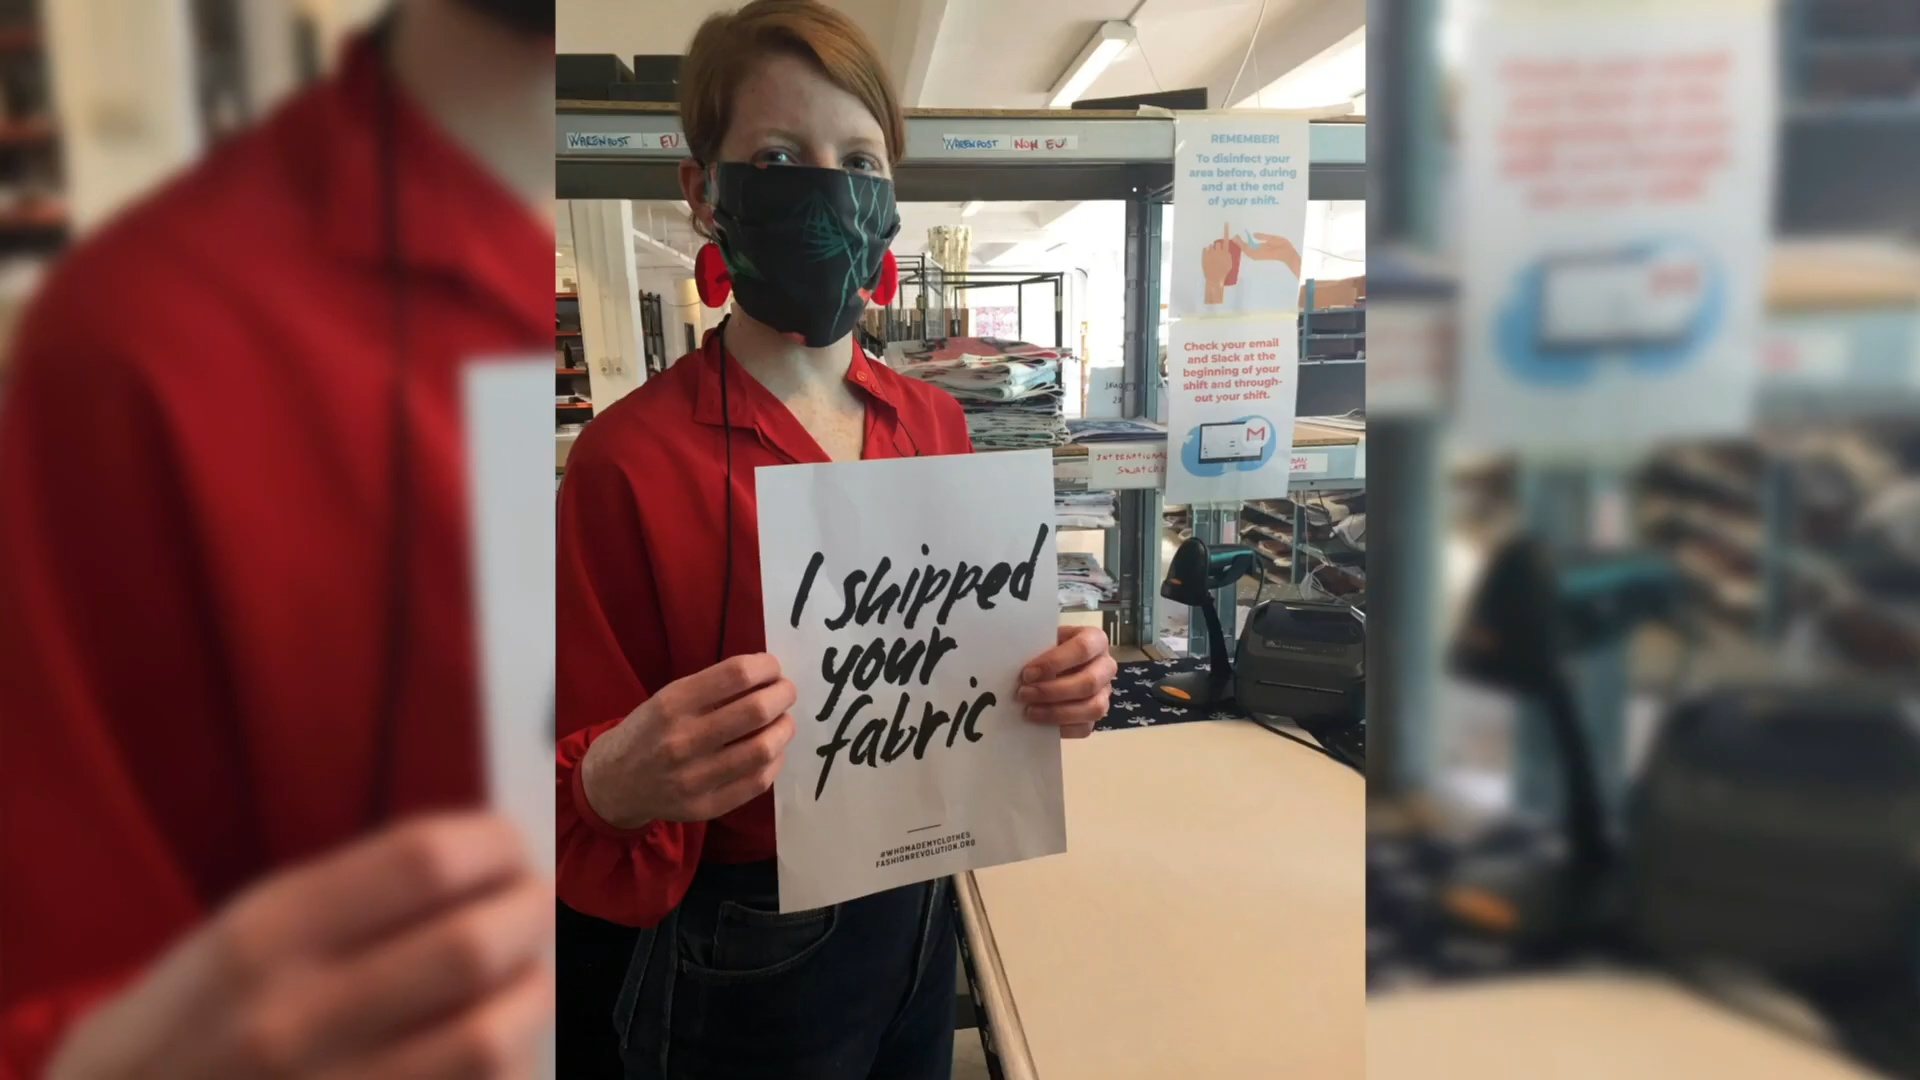 WARENPOST EU
WARENPOST NON EU
REMEMBER!
To disinfect your
area before, during
and at the end
of your shift.
Check your email
and Slack at the
beginning of your
shift and through-
out your shift.
INTERNATIONAL
SWATCH
I shipped
your
fabric
#WHOMADEMYCLOTHES
FASHIONREVOLUTION.ORG